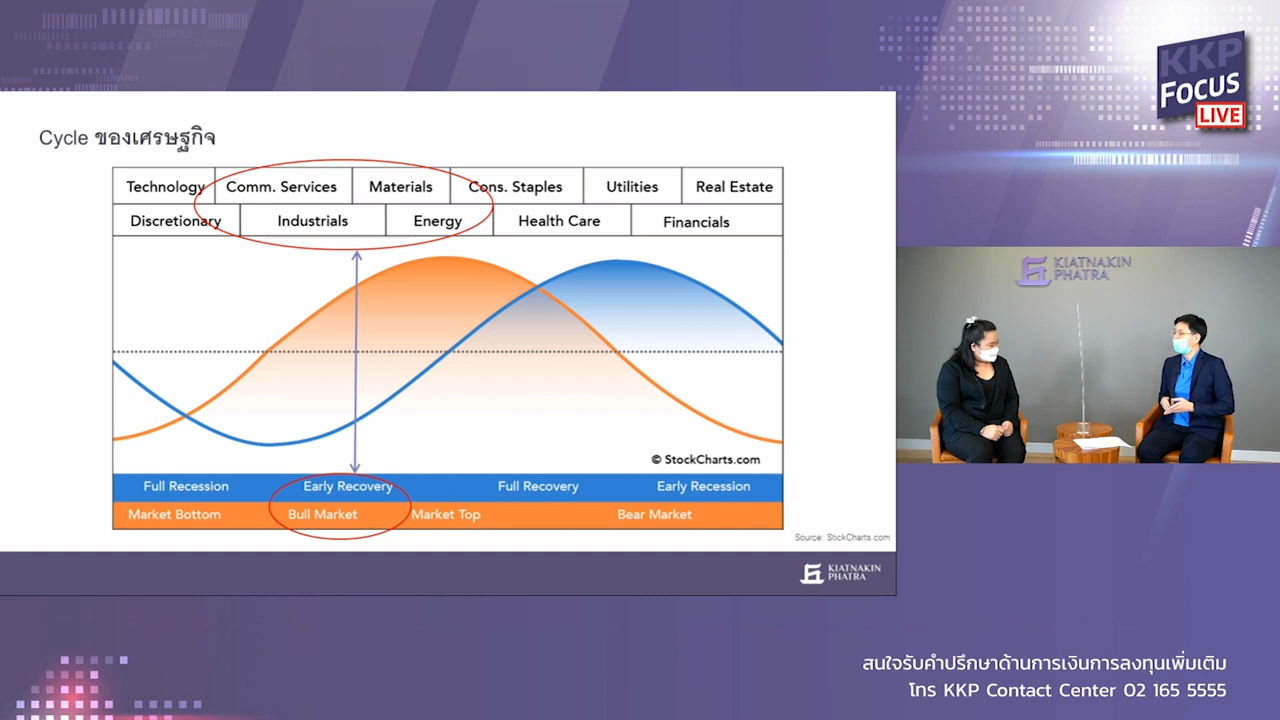 KKP
FOCUS
LIVE
Cycle ของเศรษฐกิจ
Technology Comm. Services Materials Cons. Staples Utilities Real Estate
Discretionary Industrials Energy Health Care Financials
© StockCharts.com
Full Recession Early Recovery Full Recovery Early Recession
Market Bottom Bull Market Market Top Bear Market
Source: StockCharts.com
KIATNAKIN
PHATRA
KIATNAKIN
PHATRA
สนใจรับคำปรึกษาด้านการเงินการลงทุนเพิ่มเติม
โทร KKP Contact Center 02 165 5555